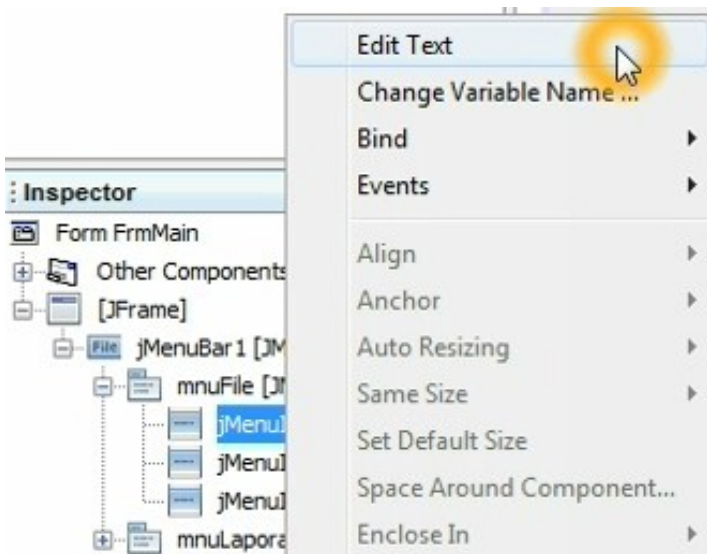 Edit Text
Change Variable Name ...
Bind
Events
Align
Anchor
Auto Resizing
Same Size
Set Default Size
Space Around Component...
Enclose In
Inspector
Form FrmMain
Other Components
[JFrame]
File jMenuBar1 [JM
mnuFile [J
jMenuI
jMenuI
jMenuI
mnuLapora